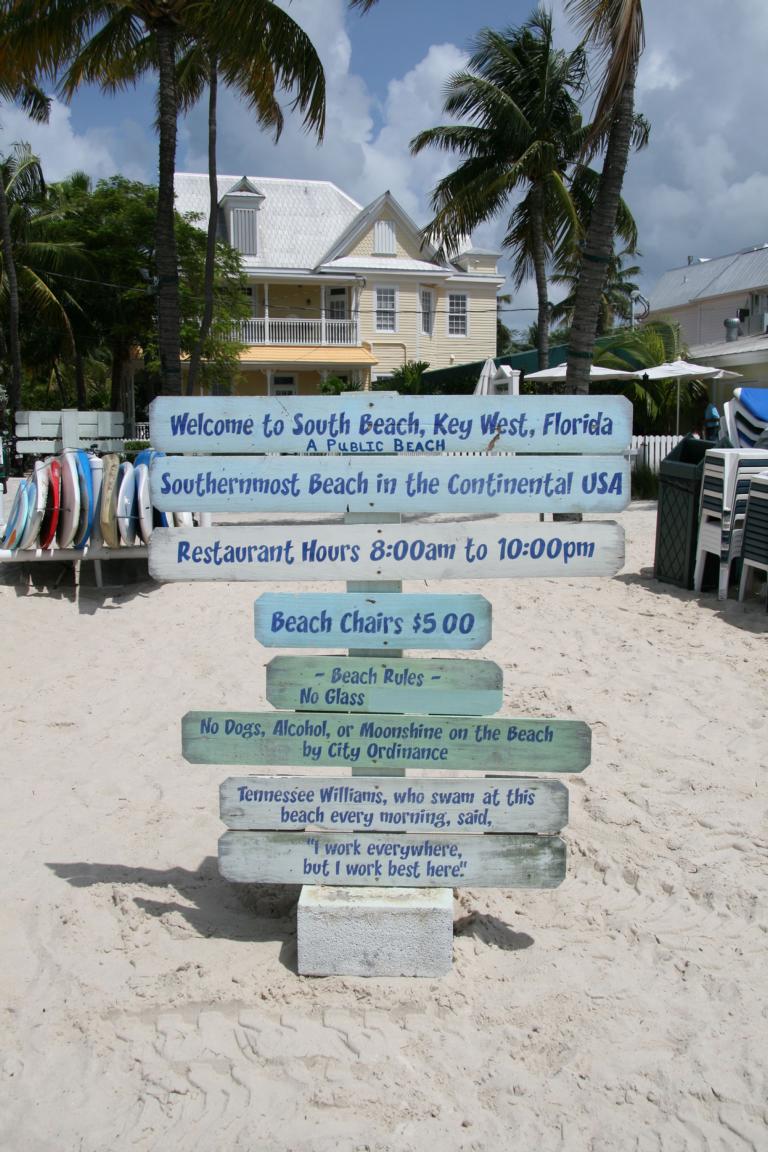 Welcome to South Beach, Key West, Florida
A Public Beach
Southernmost Beach in the Continental USA
Restaurant Hours 8:00am to 10:00pm
Beach Chairs $5 00
- Beach Rules -
No Glass
No Dogs, Alcohol, or Moonshine on the Beach
by City Ordinance
Tennessee Williams, who swam at this
beach every morning, said,
"I work everywhere,
but I work best here."